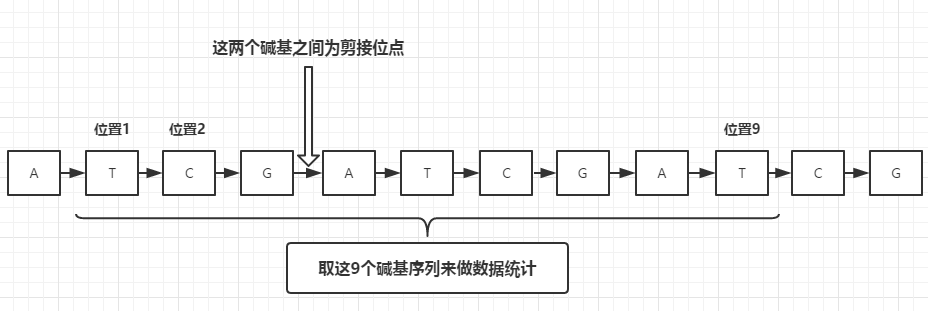 这两个碱基之间为剪接位点
位置1 位置2 位置9
A T C G A T C G A T C G
取这9个碱基序列来做数据统计